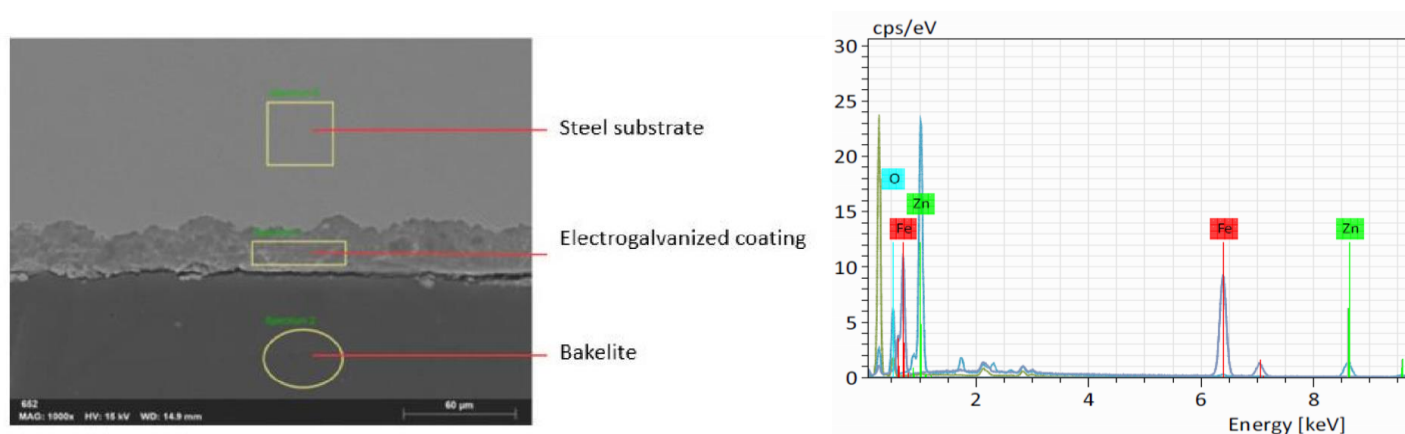 Steel substrate
Electrogalvanized coating
Bakelite
652
MAG: 1000x HV: 15 kV WD: 14.9 mm
60 μm
cps/eV
30
25
20
15
10
5
0
O
Fe
Zn
Fe
Zn
2
4
6
8
Energy [keV]